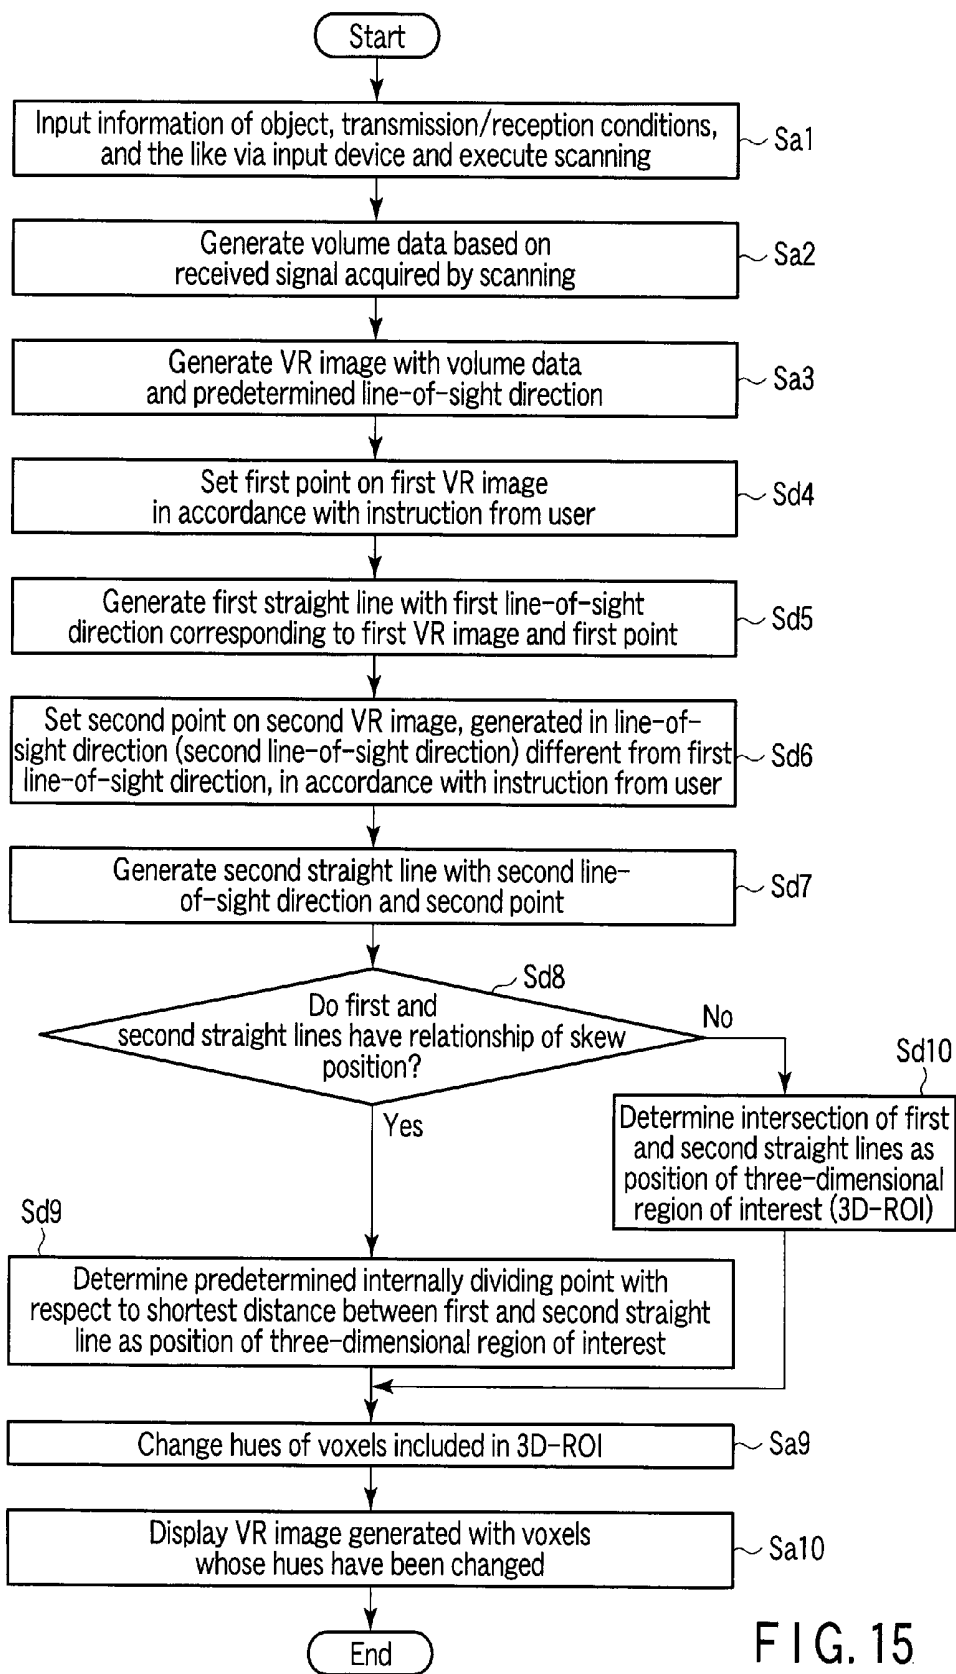 Start
Input information of object, transmission/reception conditions,
and the like via input device and execute scanning
Sa1
Generate volume data based on
received signal acquired by scanning
Sa2
Generate VR image with volume data
and predetermined line-of-sight direction
Sa3
Set first point on first VR image
in accordance with instruction from user
Sd4
Generate first straight line with first line-of-sight
direction corresponding to first VR image and first point
Sd5
Set second point on second VR image, generated in line-of-
sight direction (second line-of-sight direction) different from first
line-of-sight direction, in accordance with instruction from user
Sd6
Generate second straight line with second line-
of-sight direction and second point
Sd7
Sd8
Do first and
second straight lines have relationship of skew
position?
No
Yes
Sd10
Determine intersection of first
and second straight lines as
position of three-dimensional
region of interest (3D-ROI)
Sd9
Determine predetermined internally dividing point with
respect to shortest distance between first and second straight
line as position of three-dimensional region of interest
Change hues of voxels included in 3D-ROI
Sa9
Display VR image generated with voxels
whose hues have been changed
Sa10
End
FIG. 15